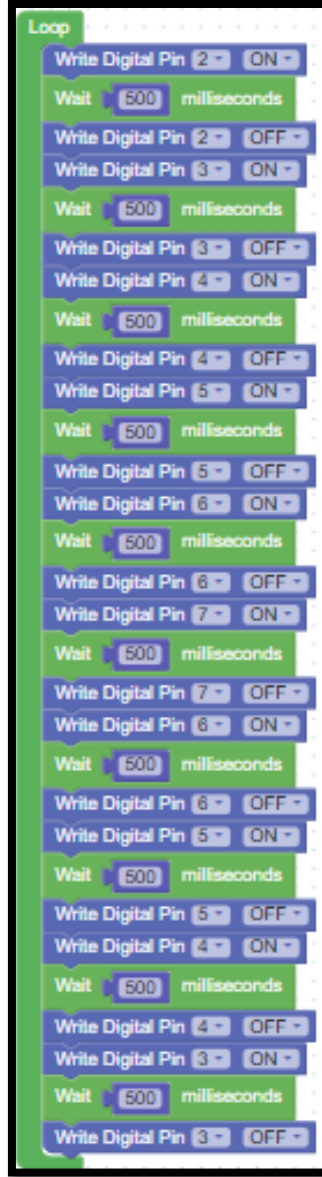 Loop
Write Digital Pin 2 ON
Wait 500 milliseconds
Write Digital Pin 2 OFF
Write Digital Pin 3 ON
Wait 500 milliseconds
Write Digital Pin 3 OFF
Write Digital Pin 4 ON
Wait 500 milliseconds
Write Digital Pin 4 OFF
Write Digital Pin 5 ON
Wait 500 milliseconds
Write Digital Pin 5 OFF
Write Digital Pin 6 ON
Wait 500 milliseconds
Write Digital Pin 6 OFF
Write Digital Pin 7 ON
Wait 500 milliseconds
Write Digital Pin 7 OFF
Write Digital Pin 6 ON
Wait 500 milliseconds
Write Digital Pin 6 OFF
Write Digital Pin 5 ON
Wait 500 milliseconds
Write Digital Pin 5 OFF
Write Digital Pin 4 ON
Wait 500 milliseconds
Write Digital Pin 4 OFF
Write Digital Pin 3 ON
Wait 500 milliseconds
Write Digital Pin 3 OFF